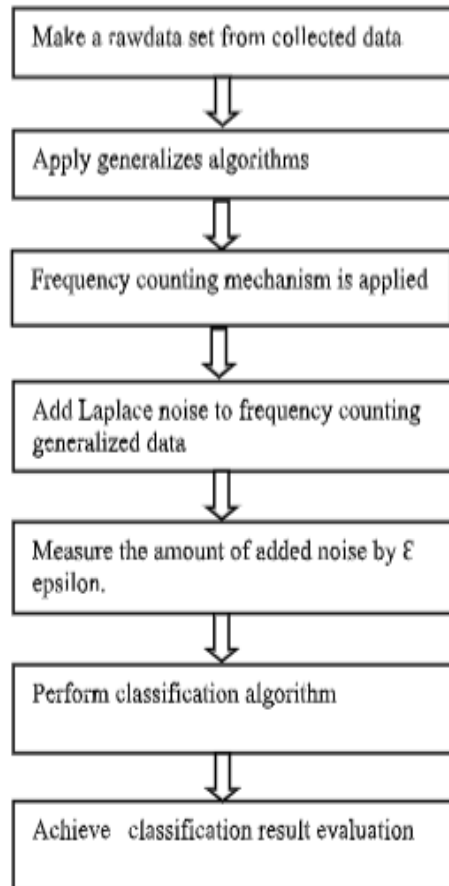 Make a rawdata set from collected data
Apply generalizes algorithms
Frequency counting mechanism is applied
Add Laplace noise to frequency counting
generalized data
Measure the amount of added noise by Ɛ
epsilon.
Perform classification algorithm
Achieve classification result evaluation